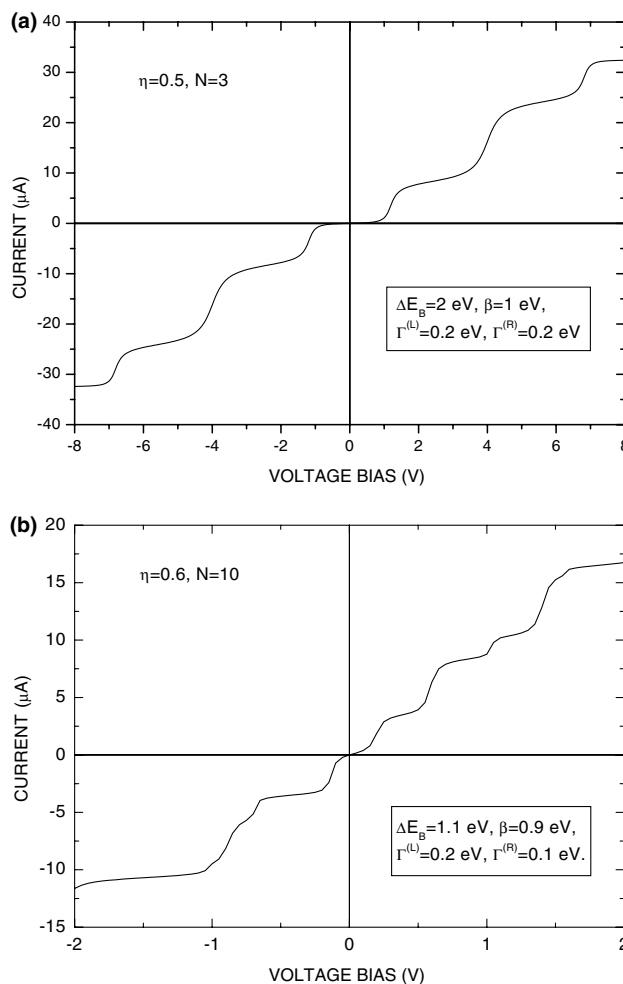 (a)
40
30
20
10
0
-10
-20
-30
-40
CURRENT (μA)
η=0.5, N=3
ΔE_B=2 eV, β=1 eV,
Γ^(L)=0.2 eV, Γ^(R)=0.2 eV
-8 -6 -4 -2 0 2 4 6 8
VOLTAGE BIAS (V)
(b)
20
15
10
5
0
-5
-10
-15
CURRENT (μA)
η=0.6, N=10
ΔE_B=1.1 eV, β=0.9 eV,
Γ^(L)=0.2 eV, Γ^(R)=0.1 eV.
-2 -1 0 1 2
VOLTAGE BIAS (V)